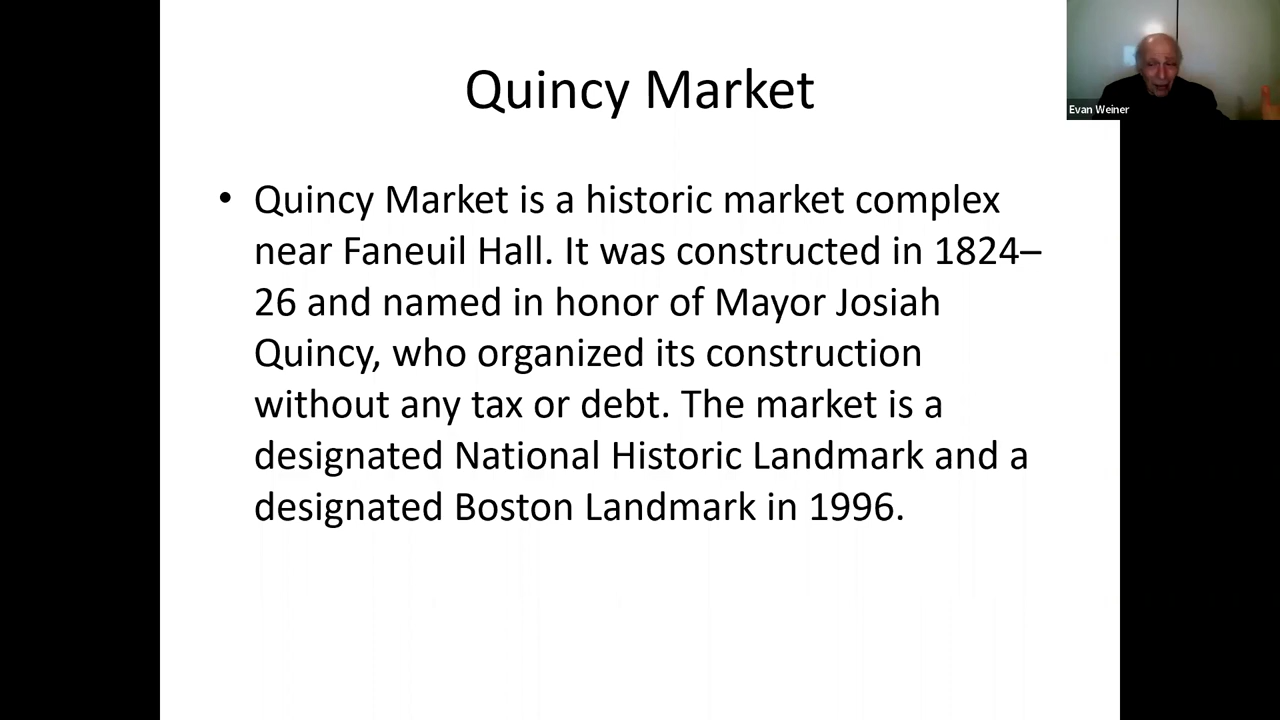 Quincy Market
Evan Weiner
• Quincy Market is a historic market complex
near Faneuil Hall. It was constructed in 1824–
26 and named in honor of Mayor Josiah
Quincy, who organized its construction
without any tax or debt. The market is a
designated National Historic Landmark and a
designated Boston Landmark in 1996.